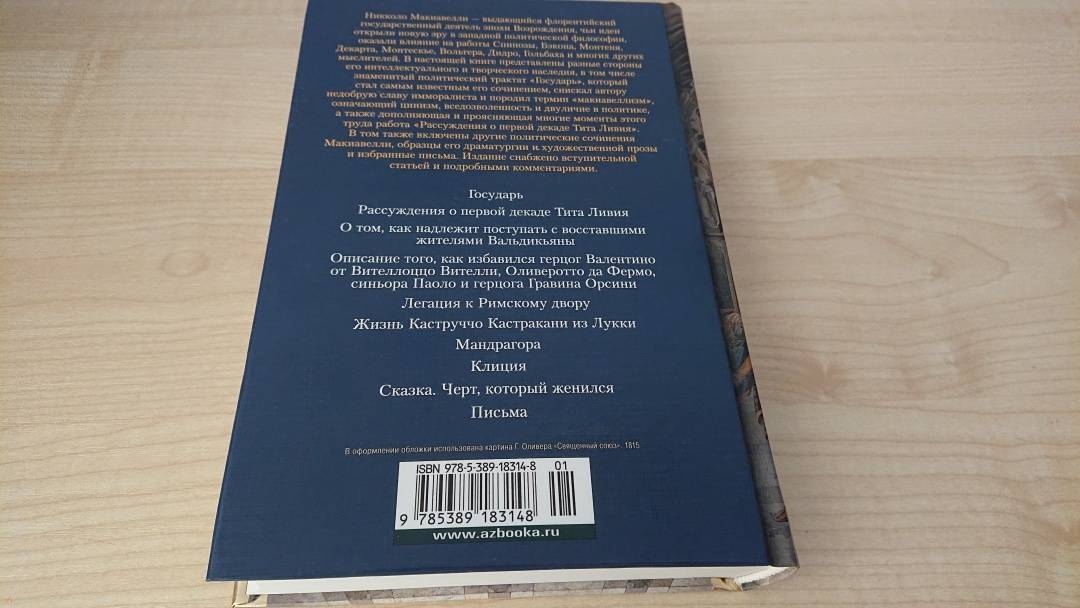 Никколо Макиавелли — выдающийся флорентийский
государственный деятель эпохи Возрождения, чьи идеи
открыли новую эру в западной политической философии,
оказали влияние на работы Спинозы, Бэкона, Монтеня,
Декарта, Монтескье, Вольтера, Дидро, Гольбаха и многих других
мыслителей. В настоящей книге представлены разные стороны
его интеллектуального и творческого наследия, в том числе
знаменитый политический трактат «Государь», который
стал самым известным его сочинением, снискал автору
недобрую славу имморалиста и породил термин «макиавеллизм»,
означающий цинизм, вседозволенность и двуличие в политике,
а также дополняющая и проясняющая многие моменты этого
труда работа «Рассуждения о первой декаде Тита Ливия».
В том также включены другие политические сочинения
Макиавелли, образцы его драматургии и художественной прозы
и избранные письма. Издание снабжено вступительной
статьей и подробными комментариями.
Государь
Рассуждения о первой декаде Тита Ливия
О том, как надлежит поступать с восставшими
жителями Вальдикьяны
Описание того, как избавился герцог Валентино
от Вителлоццо Вителли, Оливеротто да Фермо,
синьора Паоло и герцога Гравина Орсини
Легация к Римскому двору
Жизнь Каструччо Кастракани из Лукки
Мандрагора
Клиция
Сказка. Черт, который женился
Письма
В оформлении обложки использована картина Г. Оливера «Священный союз». 1815
ISBN 978-5-389-18314-8 01
9 785389 183148
www.azbooka.ru